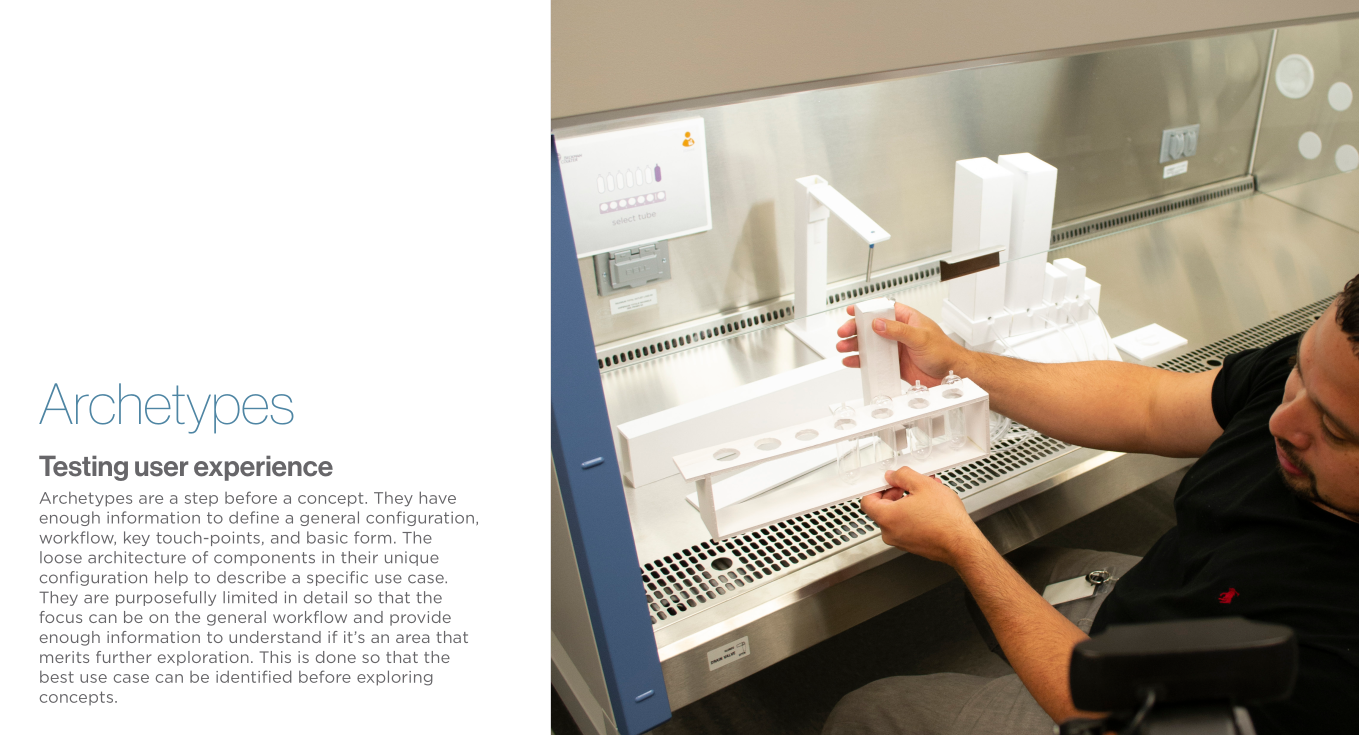 Archetypes
Testing user experience
Archetypes are a step before a concept. They have
enough information to define a general configuration,
workflow, key touch-points, and basic form. The
loose architecture of components in their unique
configuration help to describe a specific use case.
They are purposefully limited in detail so that the
focus can be on the general workflow and provide
enough information to understand if it’s an area that
merits further exploration. This is done so that the
best use case can be identified before exploring
concepts.
select tube
DRAIN VALVE